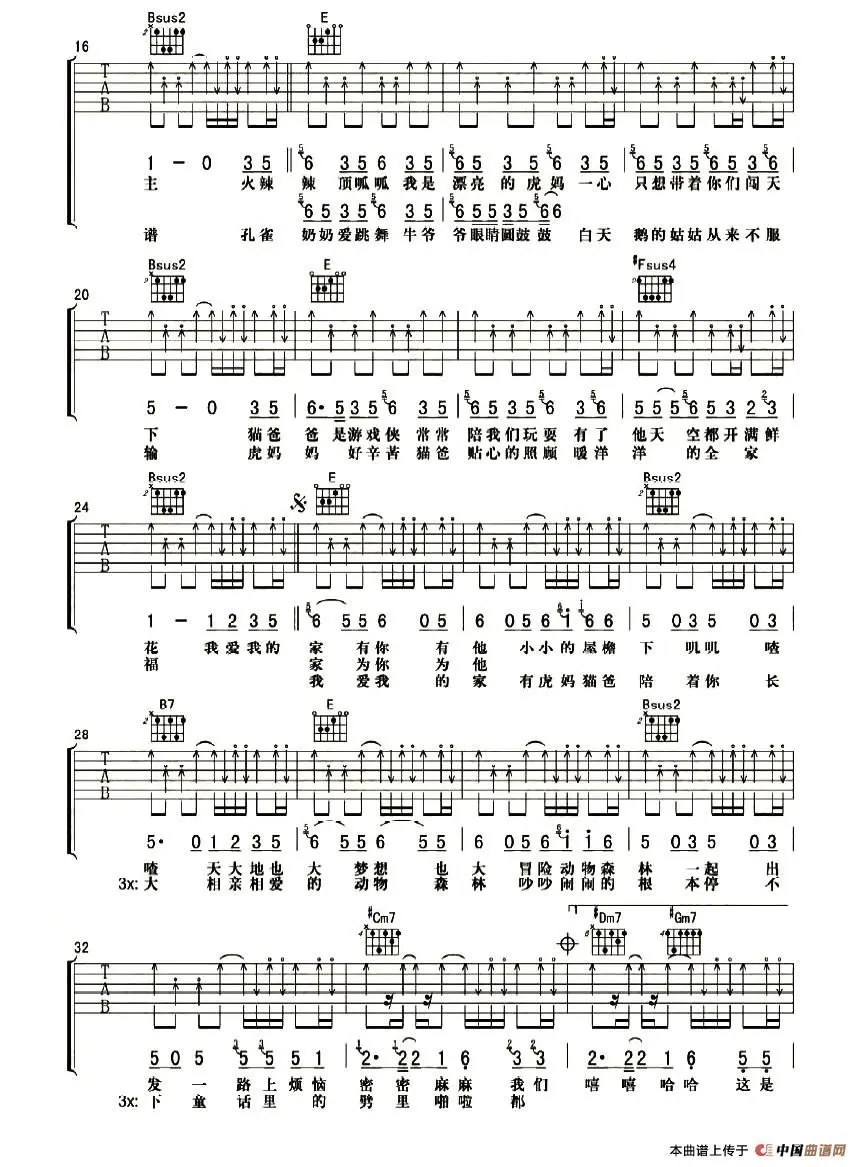 Bsus2 E
16
1 - 0 3 5 6 3 5 6 3 5 6 5 3 5 3 6 5 6 5 3 5 3 6
主 火辣 辣 顶呱呱我是 漂亮的虎妈一心 只想带着你们闯天
6 5 3 5 6 3 5 6 5 5 5 3 5 6 6
谱 孔雀 奶奶爱跳舞牛爷 爷眼睛圆鼓鼓 白天 鹅的姑姑从来不服
Bsus2 E #Fsus4
20
5 - 0 3 5 6· 5 3 5 6 3 5 6 3 5 6 3 6 5 5 5 6 5 3 2 3
下 猫爸 爸是游戏侠常常 陪我们玩耍有了 他天空都开满鲜
输 虎妈 妈好辛苦猫爸 贴心的照顾暖洋 洋的全家
Bsus2 E Bsus2
24
1 - 1 2 3 5 6 5 5 6 0 5 6 0 5 6 i 6 6 5 0 3 5 0 3
花 我爱我的 家有你有 他小小的屋檐 下叽叽喳
福 家为你为 他
我爱我的 家有虎妈猫爸 陪着你长
B7 E Bsus2
28
5· 0 1 2 3 5 6 5 5 6 5 5 6 0 5 6 i i 6 5 0 3 5 0 3
喳 天大地也 大梦想也 大冒险动物森 林一起出
3x: 大 相亲相爱 的动物森 林吵吵闹闹的 根本停不
#Cm7 1 #Dm7 #Gm7
32
5 0 5 5 5 5 1 2· 2 2 1 6 3 3 2· 2 2 1 6 5 5
发一路上烦恼 密密麻麻我们 嘻嘻哈哈 这是
3x: 下童话里的 劈里啪啦都
本曲谱上传于 中国曲谱网